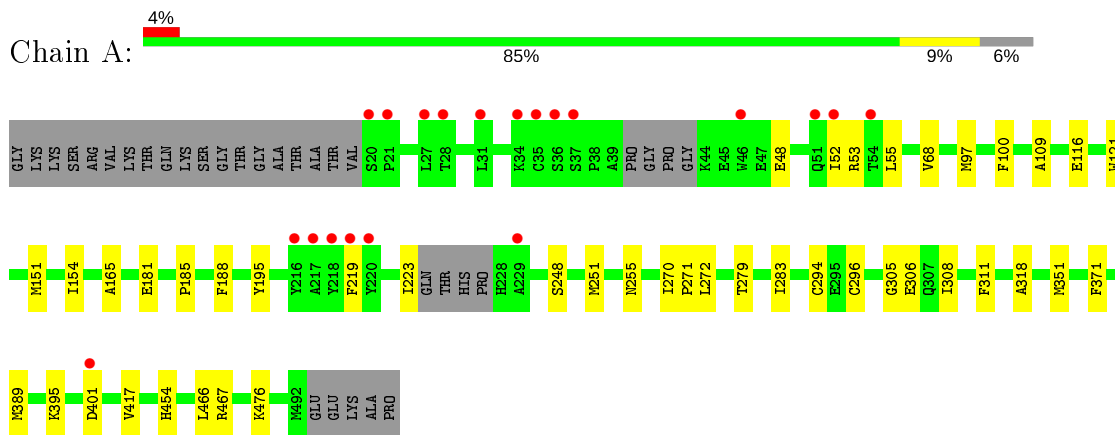 4%
Chain A:
85% 9% 6%
GLY LYS LYS SER ARG VAL LYS THR GLN LYS SER GLY THR GLY ALA THR ALA THR VAL S20 P21 L27 T28 L31 K34 C35 S36 S37 P38 A39 PRO GLY PRO GLY K44 E45 W46 E47 E48 Q51 I52 R53 T54 L55 V68 M97 F100 A109 E116 W121
M151 I154 A165 E181 P185 F188 Y195 Y216 A217 Y218 F219 Y220 I223 GLN THR HIS PRO H228 A229 S248 M251 N255 I270 P271 L272 T279 I283 C294 E295 C296 G305 E306 Q307 I308 F311 A318 M351 F371
M389 K395 D401 V417 H454 L466 R467 K476 M492 GLU GLU LYS ALA PRO